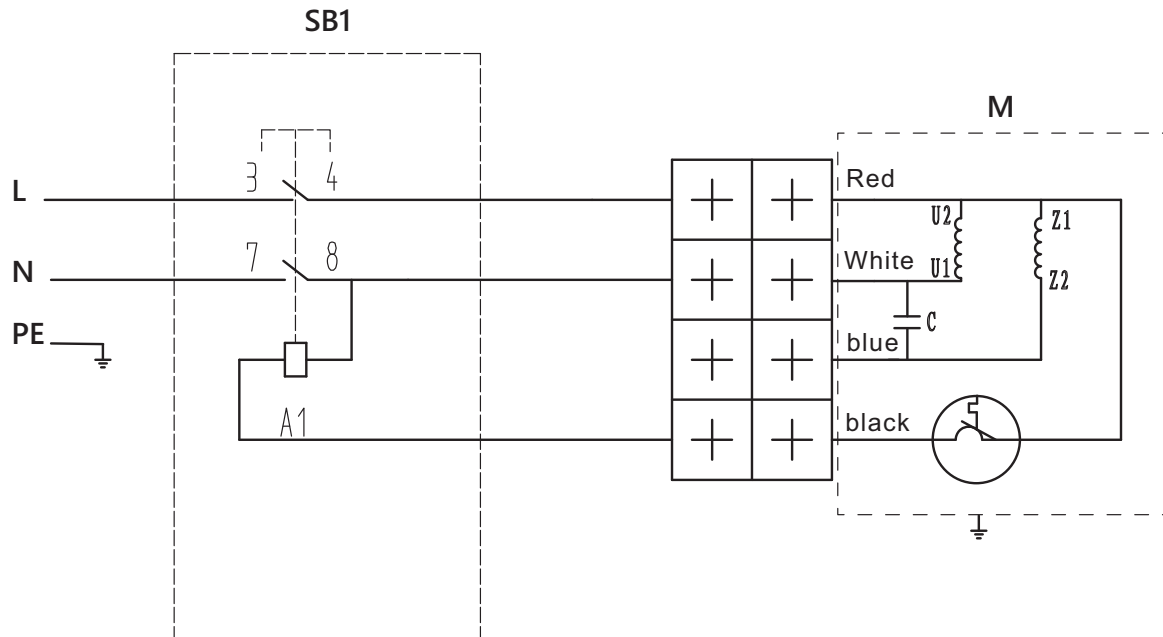 SB1
M
3 4
L
Red
U2 Z1
7 8
White
N
U1 Z2
PE
C
blue
A1
black